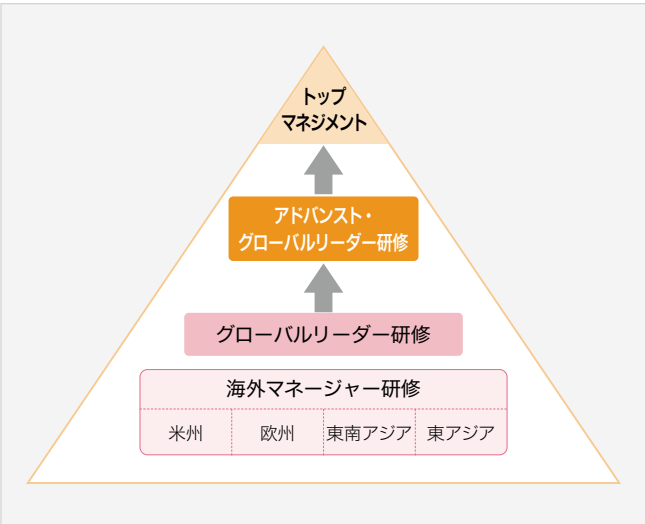 トップ
マネジメント
アドバンスト・
グローバルリーダー研修
グローバルリーダー研修
海外マネージャー研修
米州
欧州
東南アジア
東アジア